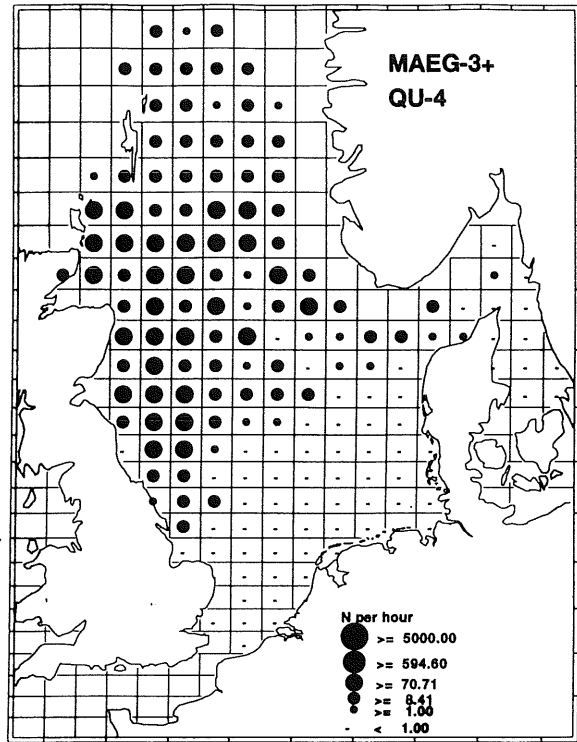 MAEG-3+
QU-4
N per hour
>= 5000.00
>= 594.60
>= 70.71
>= 8.41
>= 1.00
- < 1.00